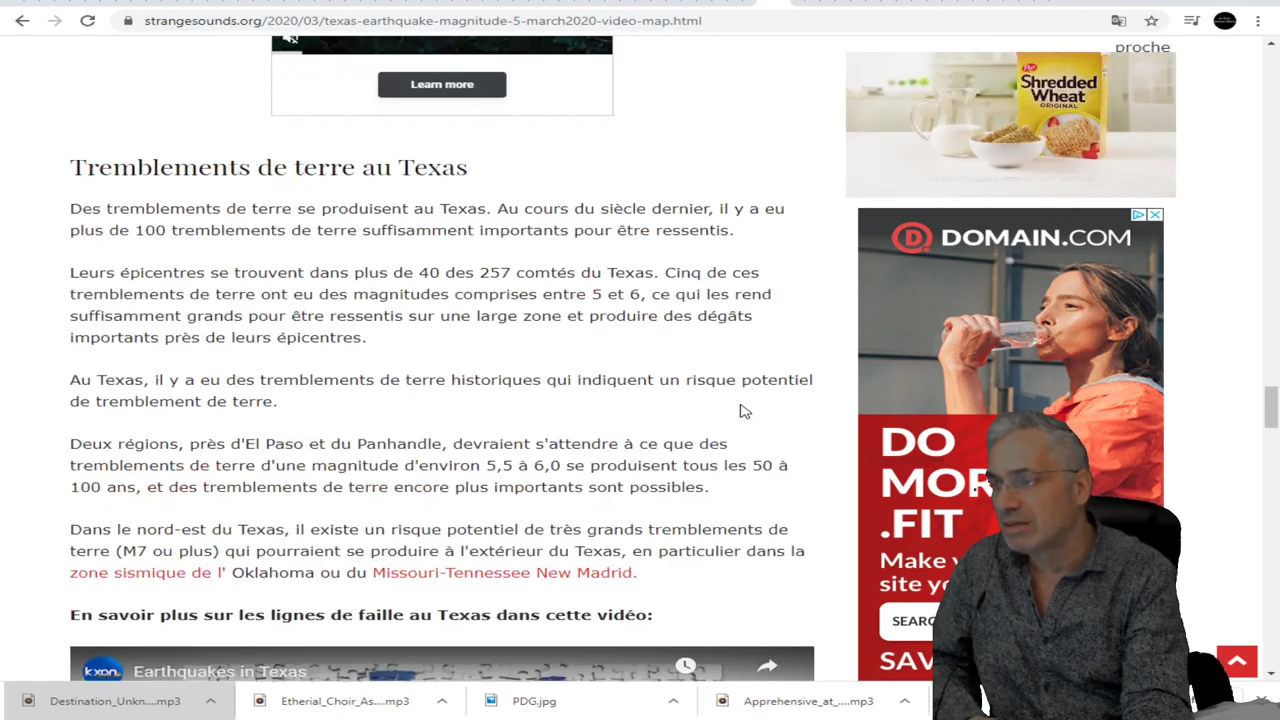 strangesounds.org/2020/03/texas-earthquake-magnitude-5-march2020-video-map.html
proche
Learn more
Post
Shredded
Wheat
ORIGINAL
Tremblements de terre au Texas
Des tremblements de terre se produisent au Texas. Au cours du siècle dernier, il y a eu
plus de 100 tremblements de terre suffisamment importants pour être ressentis.
Leurs épicentres se trouvent dans plus de 40 des 257 comtés du Texas. Cinq de ces
tremblements de terre ont eu des magnitudes comprises entre 5 et 6, ce qui les rend
suffisamment grands pour être ressentis sur une large zone et produire des dégâts
importants près de leurs épicentres.
Au Texas, il y a eu des tremblements de terre historiques qui indiquent un risque potentiel
de tremblement de terre.
Deux régions, près d'El Paso et du Panhandle, devraient s'attendre à ce que des
tremblements de terre d'une magnitude d'environ 5,5 à 6,0 se produisent tous les 50 à
100 ans, et des tremblements de terre encore plus importants sont possibles.
Dans le nord-est du Texas, il existe un risque potentiel de très grands tremblements de
terre (M7 ou plus) qui pourraient se produire à l'extérieur du Texas, en particulier dans la
zone sismique de l' Oklahoma ou du Missouri-Tennessee New Madrid.
En savoir plus sur les lignes de faille au Texas dans cette vidéo:
kxan
Earthquakes in Texas
D DOMAIN.COM
DO
MOR
.FIT
Make y
site yo
SEARC
SAV
Destination_Unkn....mp3
Etherial_Choir_As....mp3
PDG.jpg
Apprehensive_at_....mp3